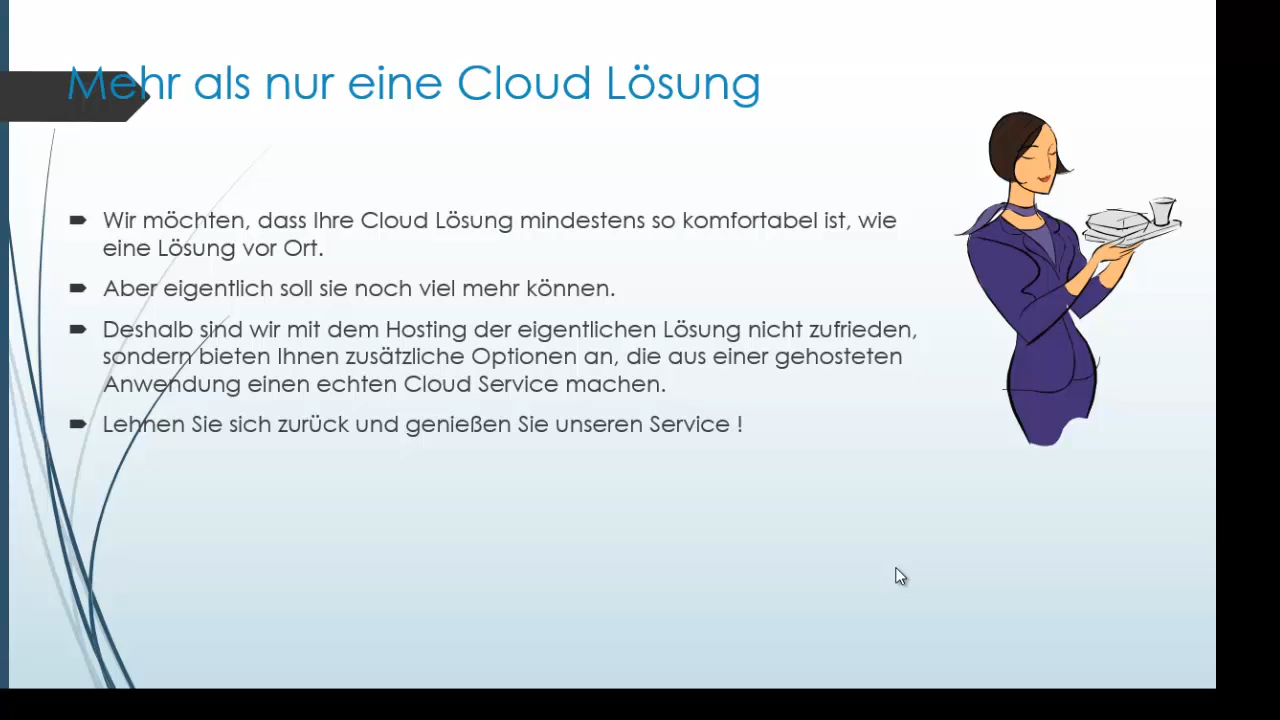 Mehr als nur eine Cloud Lösung
Wir möchten, dass Ihre Cloud Lösung mindestens so komfortabel ist, wie
eine Lösung vor Ort.
Aber eigentlich soll sie noch viel mehr können.
Deshalb sind wir mit dem Hosting der eigentlichen Lösung nicht zufrieden,
sondern bieten Ihnen zusätzliche Optionen an, die aus einer gehosteten
Anwendung einen echten Cloud Service machen.
Lehnen Sie sich zurück und genießen Sie unseren Service !